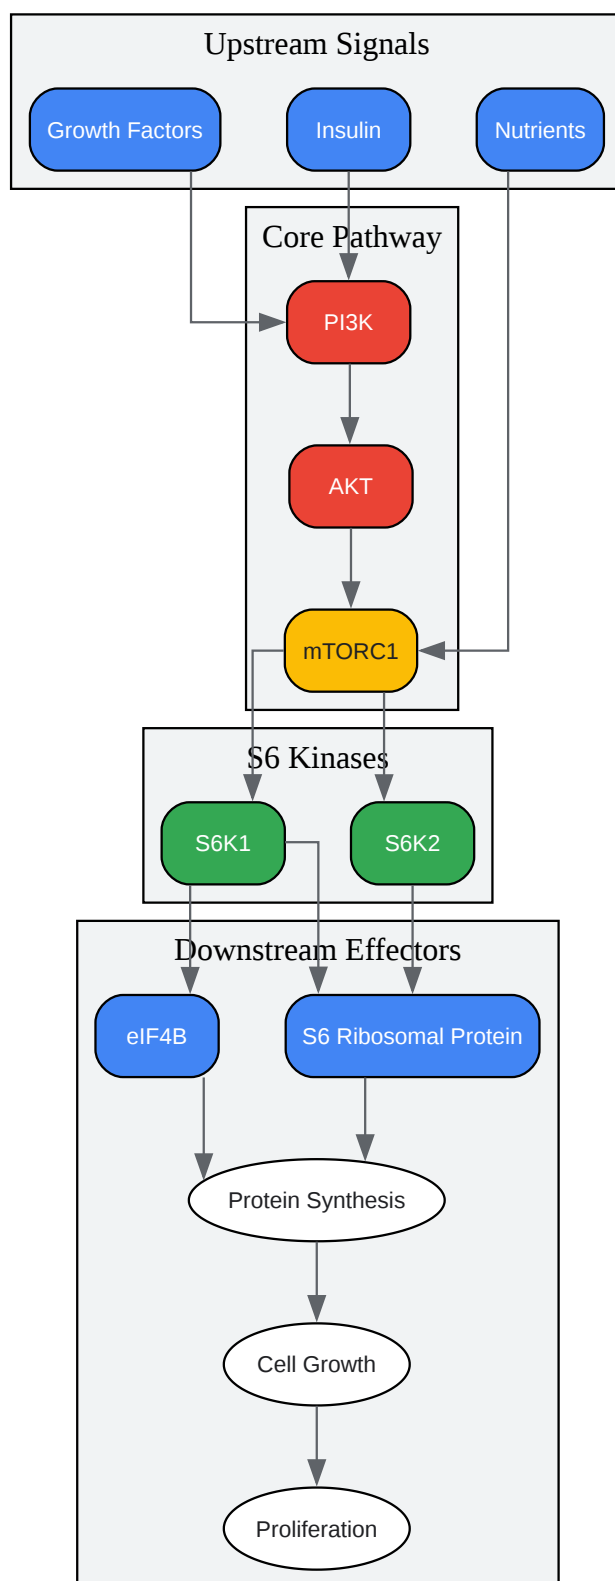 Upstream Signals
Growth Factors
Insulin
Nutrients
Core Pathway
PI3K
AKT
mTORC1
S6 Kinases
S6K1
S6K2
Downstream Effectors
eIF4B
S6 Ribosomal Protein
Protein Synthesis
Cell Growth
Proliferation